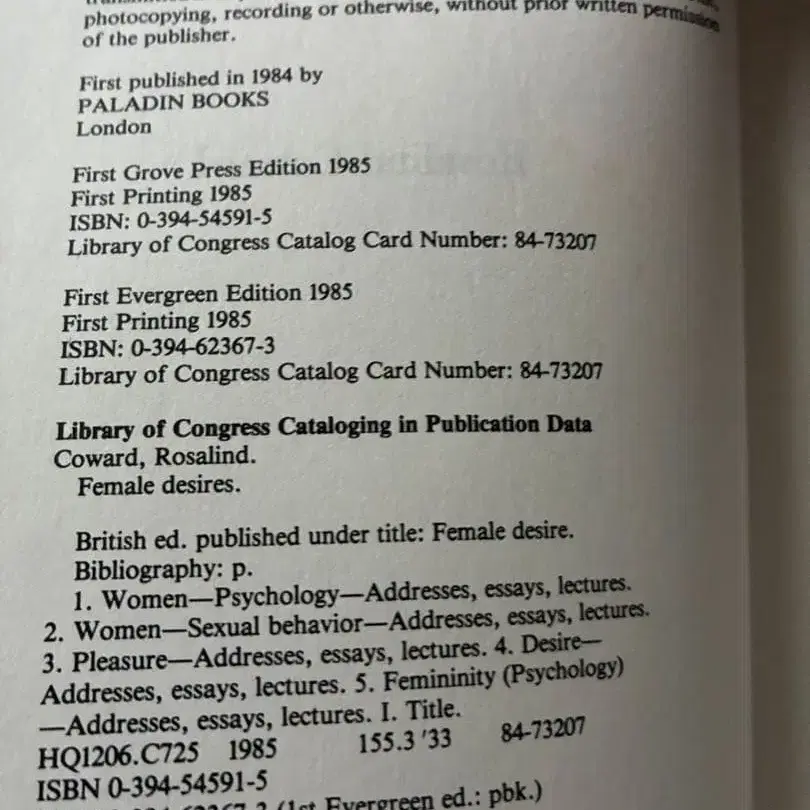 photocopying, recording or otherwise, without prior written permission
of the publisher.
First published in 1984 by
PALADIN BOOKS
London
First Grove Press Edition 1985
First Printing 1985
ISBN: 0-394-54591-5
Library of Congress Catalog Card Number: 84-73207
First Evergreen Edition 1985
First Printing 1985
ISBN: 0-394-62367-3
Library of Congress Catalog Card Number: 84-73207
Library of Congress Cataloging in Publication Data
Coward, Rosalind.
Female desires.
British ed. published under title: Female desire.
Bibliography: p.
1. Women—Psychology—Addresses, essays, lectures.
2. Women—Sexual behavior—Addresses, essays, lectures.
3. Pleasure—Addresses, essays, lectures. 4. Desire—
Addresses, essays, lectures. 5. Femininity (Psychology)
—Addresses, essays, lectures. I. Title.
HQ1206.C725 1985 155.3 '33 84-73207
ISBN 0-394-54591-5
(1st Evergreen ed.: pbk.)